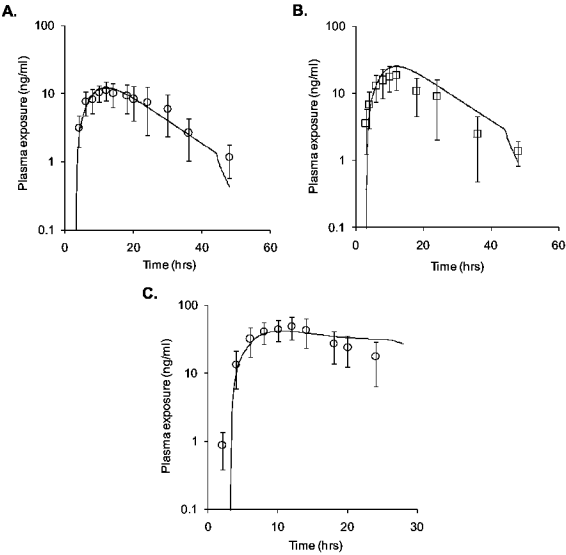 A.
100
10
1
0.1
Plasma exposure (ng/ml)
0 20 40 60
Time (hrs)
B.
100
10
1
0.1
Plasma exposure (ng/ml)
0 20 40 60
Time (hrs)
C.
100
10
1
0.1
Plasma exposure (ng/ml)
0 10 20 30
Time (hrs)